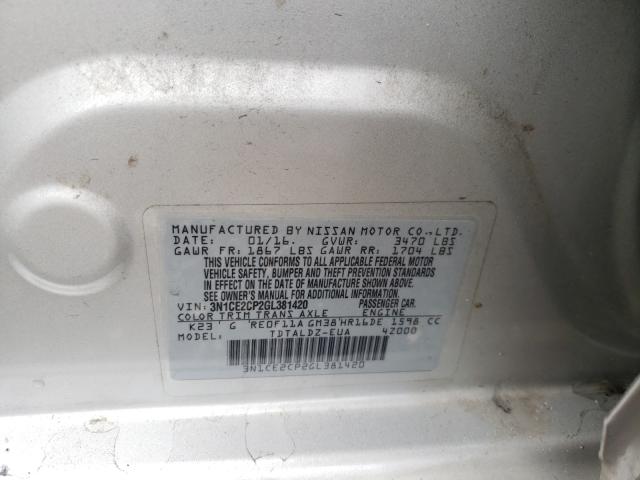 MANUFACTURED BY NISSAN MOTOR CO.,LTD.
DATE: 01/16. GVWR: 3470 LBS
GAWR FR: 1867 LBS GAWR RR: 1704 LBS
THIS VEHICLE CONFORMS TO ALL APPLICABLE FEDERAL MOTOR
VEHICLE SAFETY, BUMPER AND THEFT PREVENTION STANDARDS
IN EFFECT ON THE DATE OF MANUFACTURE SHOWN ABOVE.
SEE OWNER'S MANUAL FOR ADDITIONAL INFORMATION.
VIN: 3N1CE2CP2GL381420 PASSENGER CAR.
COLOR TRIM TRANS AXLE ENGINE
K23 G RE0F11A GM38 HR16DE 1598 CC
MODEL: TDTALDZ-EUA 42000
3N1CE2CP2GL381420